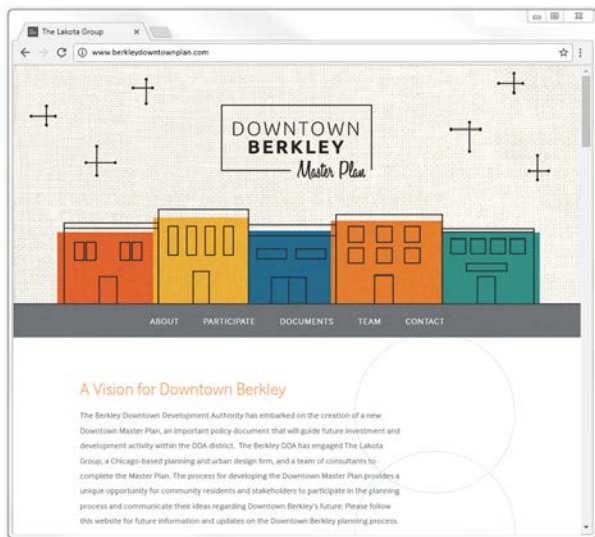 The Lakota Group
www.berkleydowntownplan.com
DOWNTOWN
BERKLEY
Master Plan
ABOUT PARTICIPATE DOCUMENTS TEAM CONTACT
A Vision for Downtown Berkley
The Berkley Downtown Development Authority has embarked on the creation of a new
Downtown Master Plan, an important policy document that will guide future investment and
development activity within the DDA district. The Berkley DDA has engaged The Lakota
Group, a Chicago-based planning and urban design firm, and a team of consultants to
complete the Master Plan. The process for developing the Downtown Master Plan provides a
unique opportunity for community residents and stakeholders to participate in the planning
process and communicate their ideas regarding Downtown Berkley's future. Please follow
this website for future information and updates on the Downtown Berkley planning process.